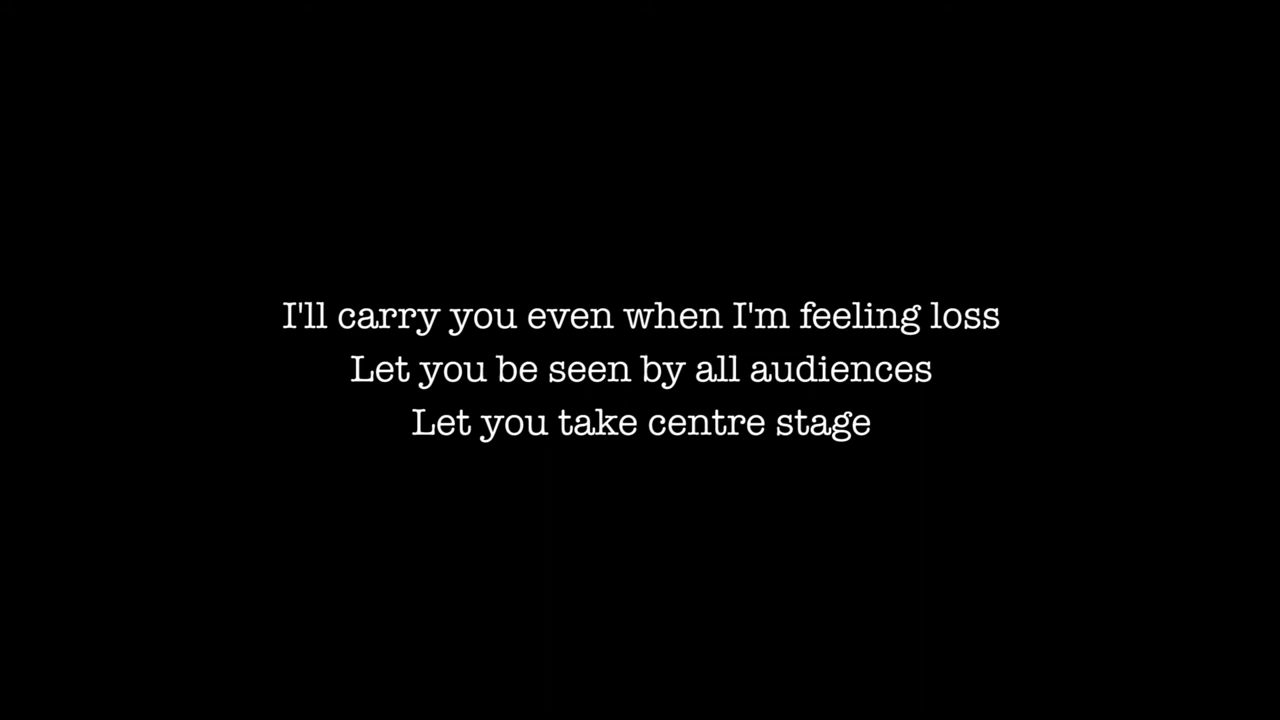 I'll carry you even when I'm feeling loss
Let you be seen by all audiences
Let you take centre stage